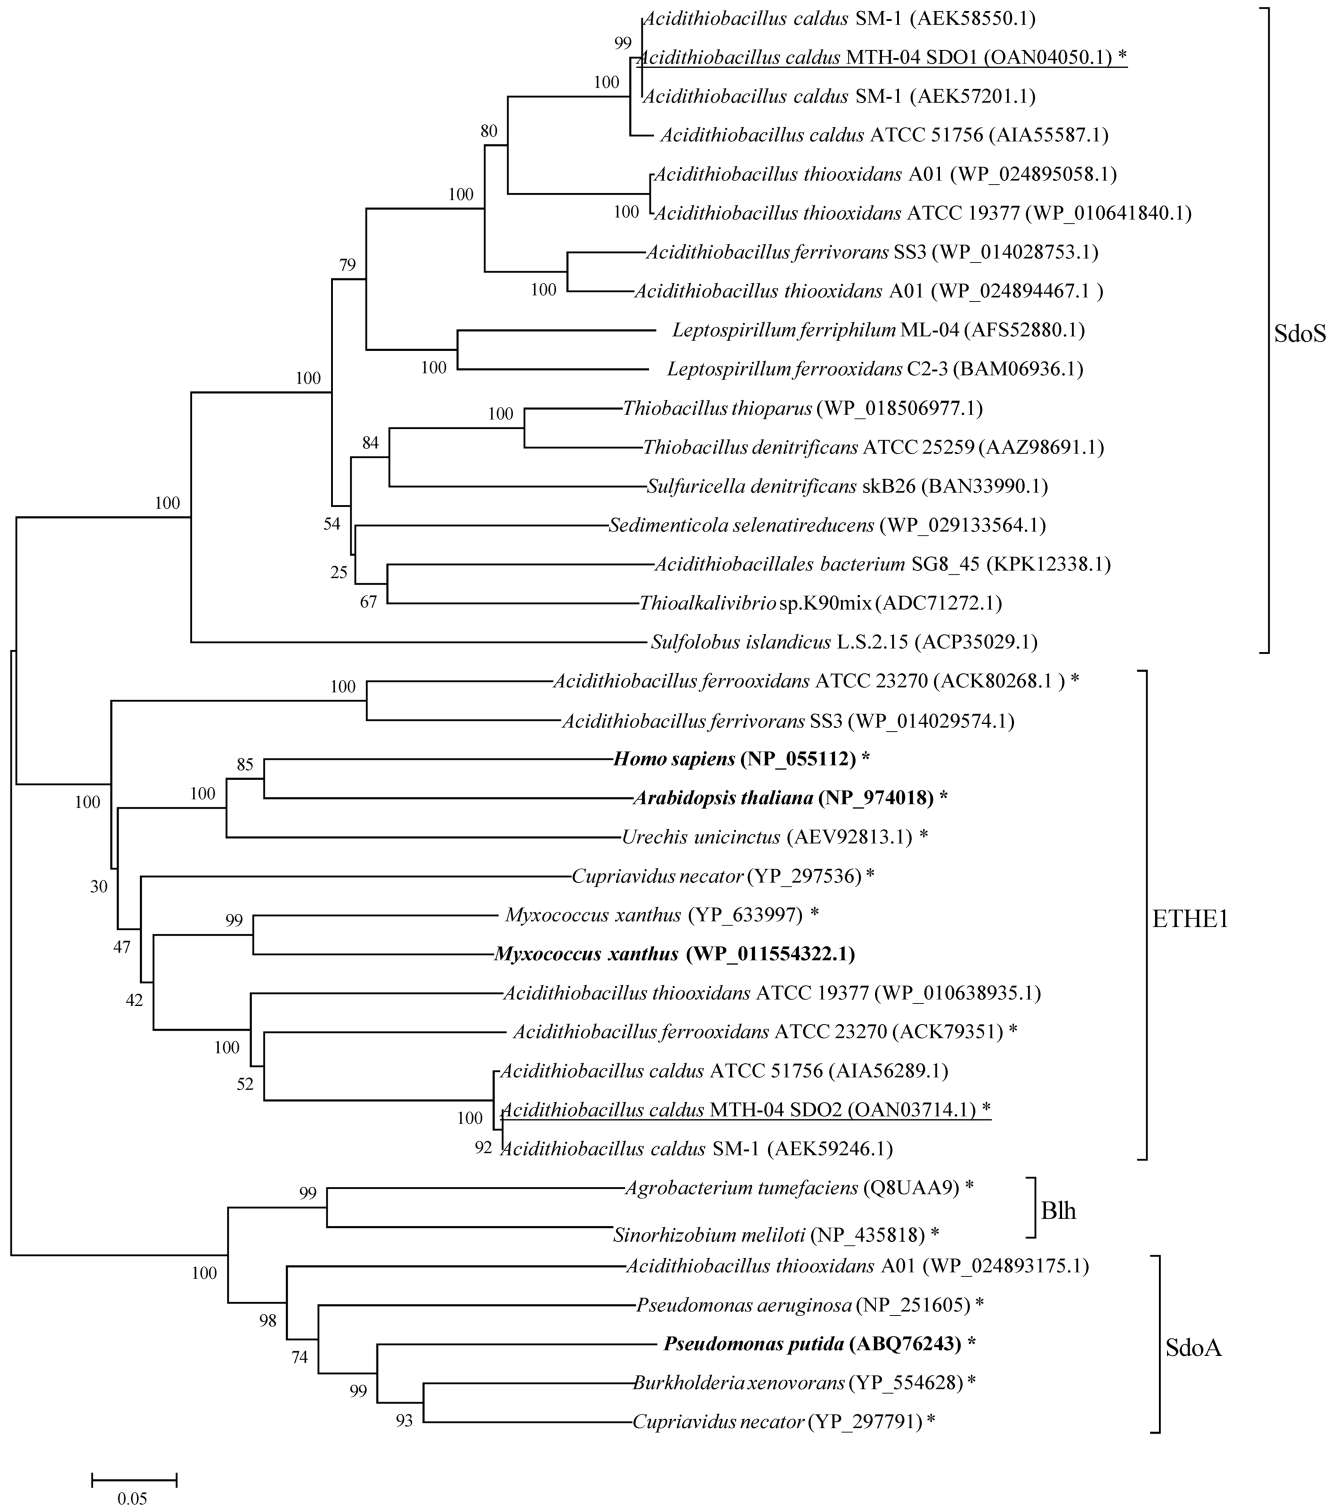 Acidithiobacillus caldus SM-1 (AEK58550.1)
99
Acidithiobacillus caldus MTH-04 SDO1 (OAN04050.1) *
100
Acidithiobacillus caldus SM-1 (AEK57201.1)
80
Acidithiobacillus caldus ATCC 51756 (AIA55587.1)
Acidithiobacillus thiooxidans A01 (WP_024895058.1)
100
100
Acidithiobacillus thiooxidans ATCC 19377 (WP_010641840.1)
Acidithiobacillus ferrivorans SS3 (WP_014028753.1)
79
100
Acidithiobacillus thiooxidans A01 (WP_024894467.1 )
Leptospirillum ferriphilum ML-04 (AFS52880.1)
SdoS
100
Leptospirillum ferrooxidans C2-3 (BAM06936.1)
100
Thiobacillus thioparus (WP_018506977.1)
100
84
Thiobacillus denitrificans ATCC 25259 (AAZ98691.1)
Sulfuricella denitrificans skB26 (BAN33990.1)
100
54
Sedimenticola selenatireducens (WP_029133564.1)
25
Acidithiobacillales bacterium SG8_45 (KPK12338.1)
67
Thioalkalivibrio sp.K90mix (ADC71272.1)
Sulfolobus islandicus L.S.2.15 (ACP35029.1)
100
Acidithiobacillus ferrooxidans ATCC 23270 (ACK80268.1 ) *
Acidithiobacillus ferrivorans SS3 (WP_014029574.1)
85
Homo sapiens (NP_055112) *
100
100
Arabidopsis thaliana (NP_974018) *
Urechis unicinctus (AEV92813.1) *
30
Cupriavidus necator (YP_297536) *
99
Myxococcus xanthus (YP_633997) *
ETHE1
47
Myxococcus xanthus (WP_011554322.1)
42
Acidithiobacillus thiooxidans ATCC 19377 (WP_010638935.1)
100
Acidithiobacillus ferrooxidans ATCC 23270 (ACK79351) *
52
Acidithiobacillus caldus ATCC 51756 (AIA56289.1)
100
Acidithiobacillus caldus MTH-04 SDO2 (OAN03714.1) *
92
Acidithiobacillus caldus SM-1 (AEK59246.1)
99
Agrobacterium tumefaciens (Q8UAA9) *
Blh
Sinorhizobium meliloti (NP_435818) *
100
Acidithiobacillus thiooxidans A01 (WP_024893175.1)
98
Pseudomonas aeruginosa (NP_251605) *
74
Pseudomonas putida (ABQ76243) *
SdoA
99
Burkholderia xenovorans (YP_554628) *
93
Cupriavidus necator (YP_297791) *
0.05